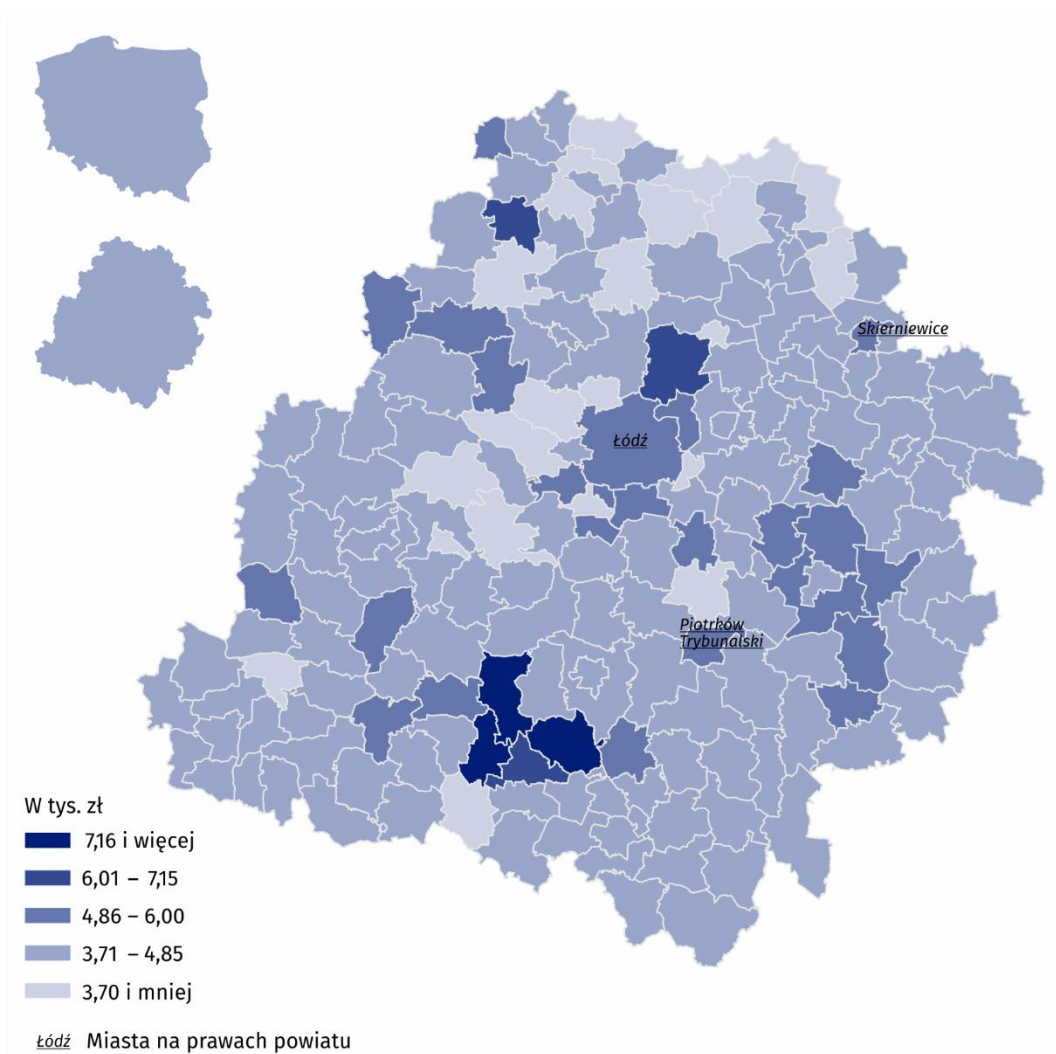 Skierniewice
Łódź
Piotrków
Trybunalski
W tys. zł
7,16 i więcej
6,01 – 7,15
4,86 – 6,00
3,71 – 4,85
3,70 i mniej
Łódź Miasta na prawach powiatu